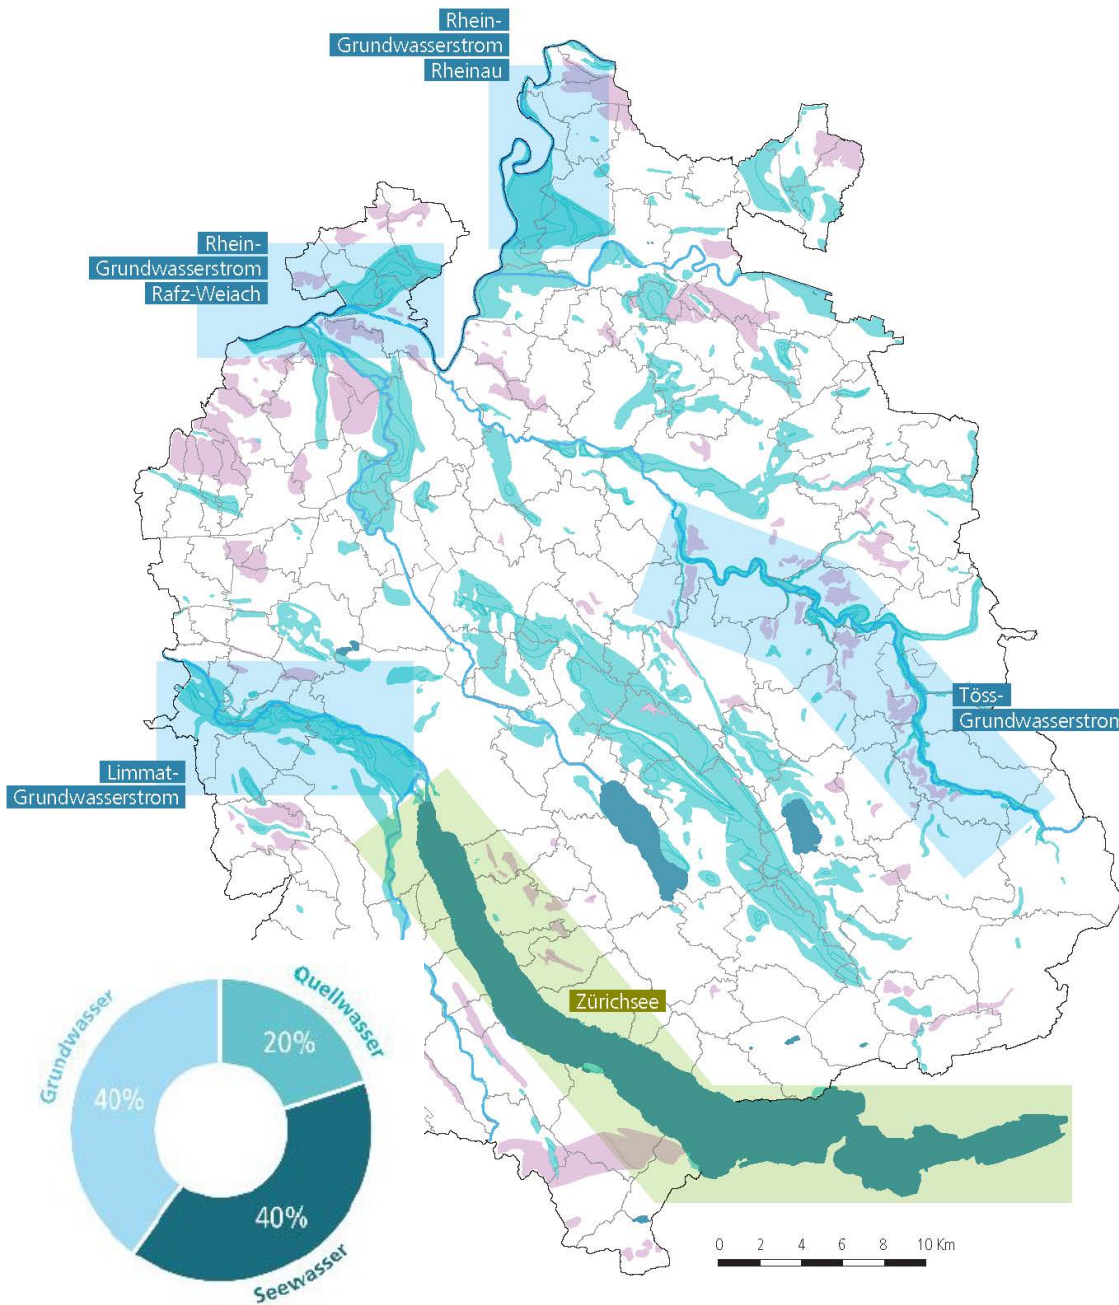 Rhein-
Grundwasserstrom
Rheinau
Rhein-
Grundwasserstrom
Rafz-Weiach
Töss-
Grundwasserstrom
Limmat-
Grundwasserstrom
Zürichsee
Grundwasser
40%
Quellwasser
20%
40%
Seewasser
0 2 4 6 8 10 Km